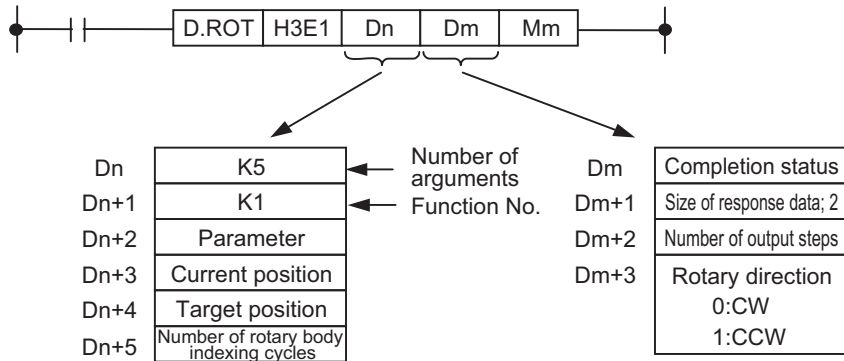 D.ROT H3E1 Dn Dm Mm
Dn K5 Number of arguments
Dn+1 K1 Function No.
Dn+2 Parameter
Dn+3 Current position
Dn+4 Target position
Dn+5 Number of rotary body indexing cycles
Dm Completion status
Dm+1 Size of response data; 2
Dm+2 Number of output steps
Dm+3 Rotary direction
0:CW
1:CCW